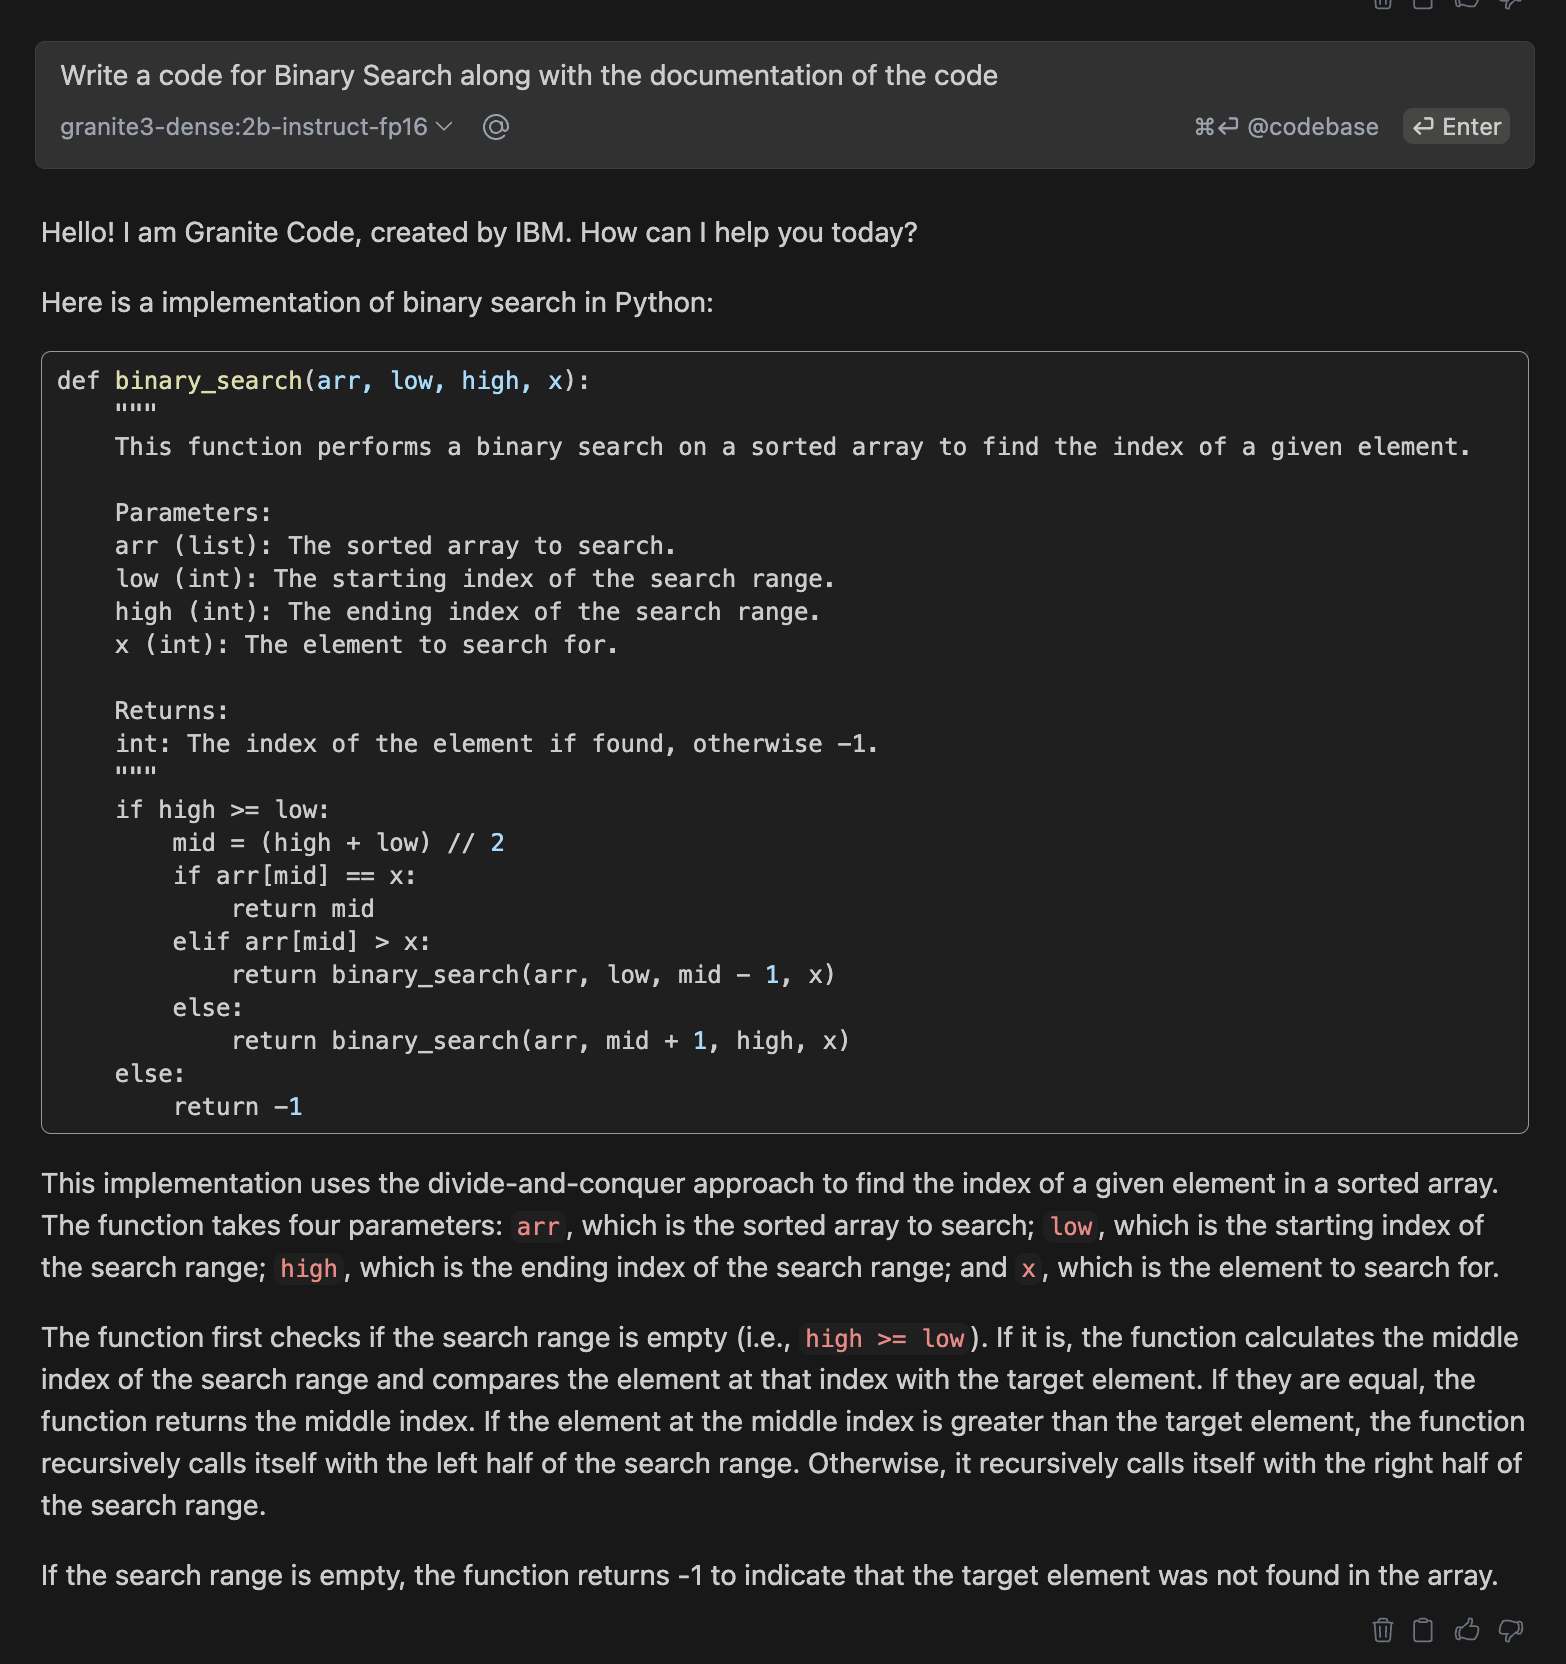 Write a code for Binary Search along with the documentation of the code
granite3-dense:2b-instruct-fp16 @ ⌘⏎ @codebase ⏎ Enter
Hello! I am Granite Code, created by IBM. How can I help you today?
Here is a implementation of binary search in Python:
def binary_search(arr, low, high, x):
    """
    This function performs a binary search on a sorted array to find the index of a given element.
    Parameters:
    arr (list): The sorted array to search.
    low (int): The starting index of the search range.
    high (int): The ending index of the search range.
    x (int): The element to search for.
    Returns:
    int: The index of the element if found, otherwise -1.
    """
    if high >= low:
        mid = (high + low) // 2
        if arr[mid] == x:
            return mid
        elif arr[mid] > x:
            return binary_search(arr, low, mid - 1, x)
        else:
            return binary_search(arr, mid + 1, high, x)
    else:
        return -1
This implementation uses the divide-and-conquer approach to find the index of a given element in a sorted array.
The function takes four parameters: arr, which is the sorted array to search; low, which is the starting index of
the search range; high, which is the ending index of the search range; and x, which is the element to search for.
The function first checks if the search range is empty (i.e., high >= low). If it is, the function calculates the middle
index of the search range and compares the element at that index with the target element. If they are equal, the
function returns the middle index. If the element at the middle index is greater than the target element, the function
recursively calls itself with the left half of the search range. Otherwise, it recursively calls itself with the right half of
the search range.
If the search range is empty, the function returns -1 to indicate that the target element was not found in the array.